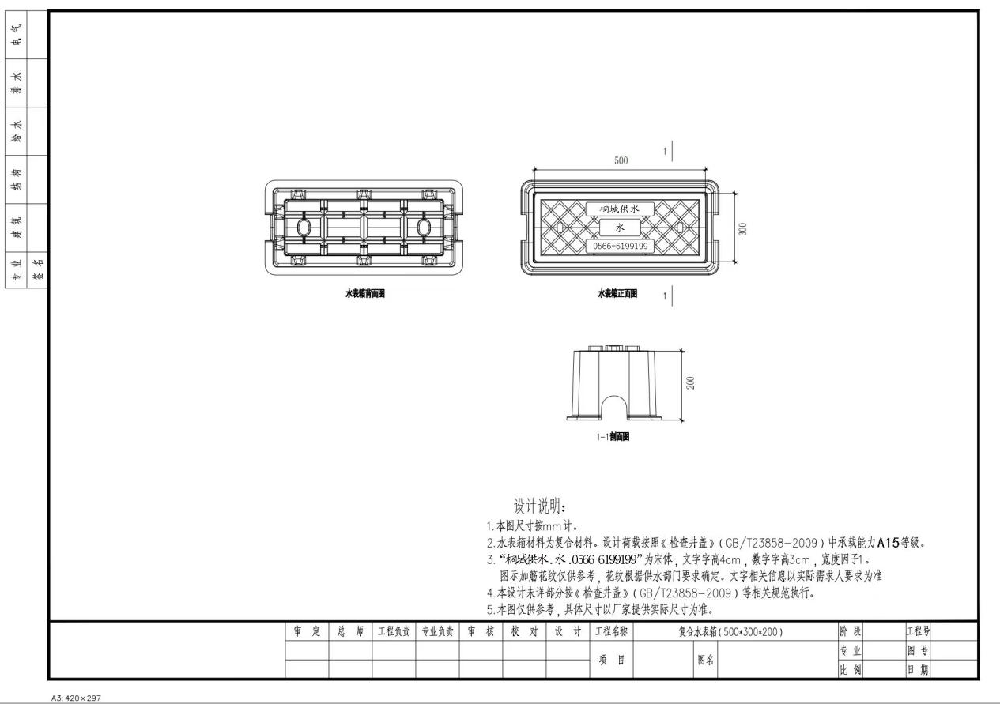 电气
排水
给水
结构
建筑
专业
签名
1
500
桐城供水
水
0566-6199199
300
水表箱背面图
水表箱正面图
1
200
1-1剖面图
设计说明:
1.本图尺寸按mm计。
2.水表箱材料为复合材料。设计荷载按照《检查井盖》(GB/T23858-2009)中承载能力A15等级。
3.“桐城供水.水.0566-6199199”为宋体,文字字高4cm,数字字高3cm,宽度因子1。
图示加筋花纹仅供参考,花纹根据供水部门要求确定。文字相关信息以实际需求人要求为准
4.本设计未详部分按《检查井盖》(GB/T23858-2009)等相关规范执行。
5.本图仅供参考,具体尺寸以厂家提供实际尺寸为准。
审定 总师 工程负责 专业负责 审核 校对 设计 工程名称 复合水表箱(500*300*200) 阶段 工程号
项目 图名 专业 图号
比例 日期
A3:420×297